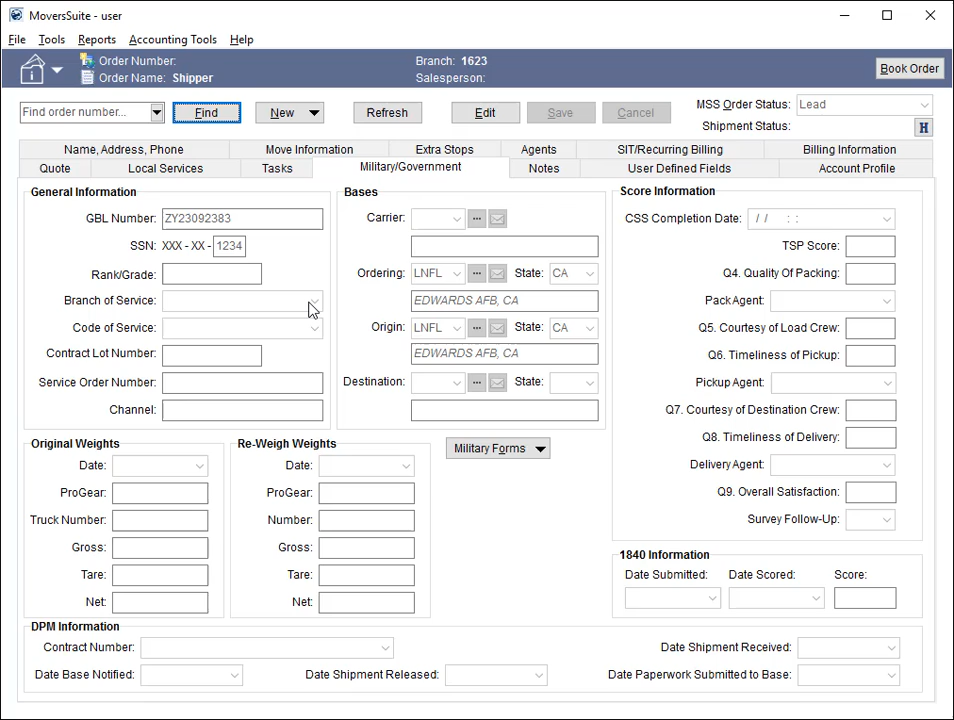 MoversSuite - user
File Tools Reports Accounting Tools Help
Order Number: Branch: 1623
Order Name: Shipper Salesperson: Book Order
Find order number... Find New Refresh Edit Save Cancel MSS Order Status: Lead
Shipment Status: H
Name, Address, Phone Move Information Extra Stops Agents SIT/Recurring Billing Billing Information
Quote Local Services Tasks Military/Government Notes User Defined Fields Account Profile
General Information Bases Score Information
GBL Number: ZY23092383 Carrier: ... CSS Completion Date: / / : :
SSN: XXX - XX - 1234 TSP Score:
Rank/Grade: Ordering: LNFL ... State: CA Q4. Quality Of Packing:
Branch of Service: EDWARDS AFB, CA Pack Agent:
Code of Service: Origin: LNFL ... State: CA Q5. Courtesy of Load Crew:
Contract Lot Number: EDWARDS AFB, CA Q6. Timeliness of Pickup:
Service Order Number: Destination: ... State: Pickup Agent:
Channel: Q7. Courtesy of Destination Crew:
Original Weights Re-Weigh Weights Military Forms Q8. Timeliness of Delivery:
Date: Date: Delivery Agent:
ProGear: ProGear: Q9. Overall Satisfaction:
Truck Number: Number: Survey Follow-Up:
Gross: Gross: 1840 Information
Tare: Tare: Date Submitted: Date Scored: Score:
Net: Net:
DPM Information
Contract Number: Date Shipment Received:
Date Base Notified: Date Shipment Released: Date Paperwork Submitted to Base: